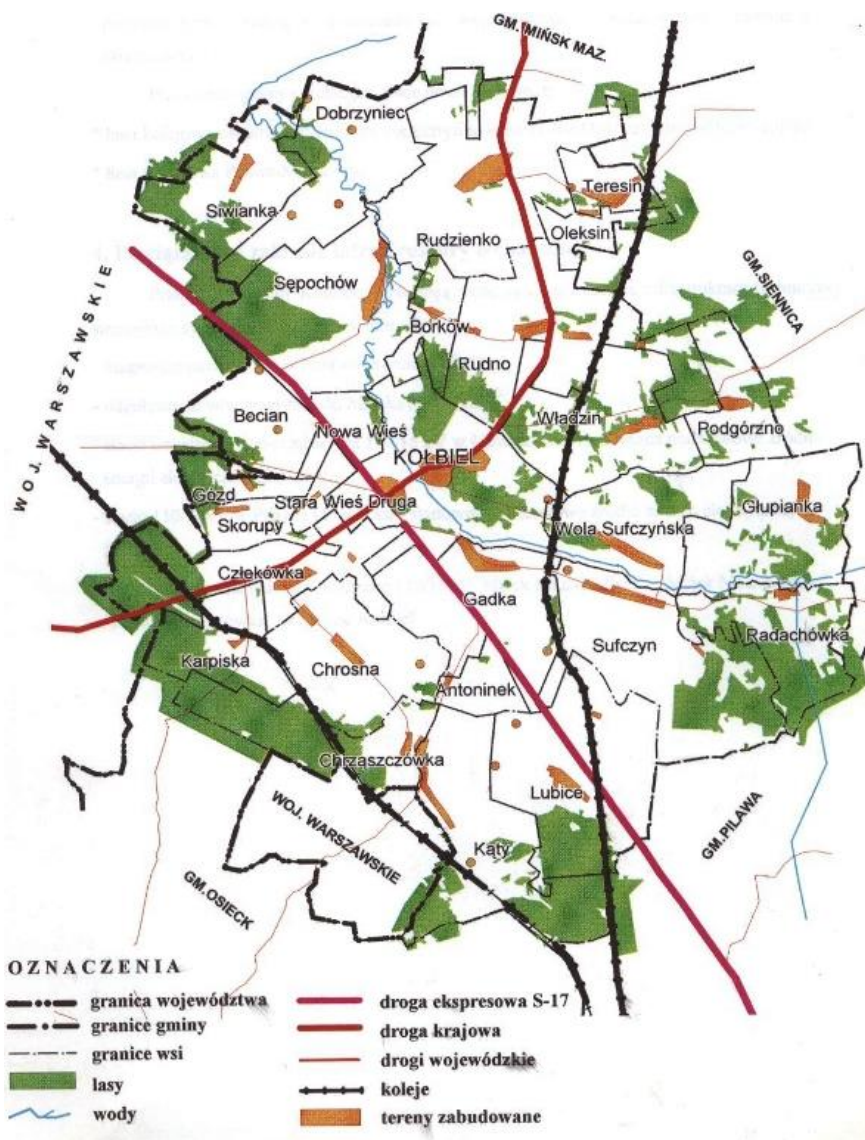 GM. MIŃSK MAZ.
Dobrzyniec
Teresin
Siwianka
Oleksin
Rudzienko
Sępochów
GM. SIENNICA
WOJ. WARSZAWSKIE
Borków
Rudno
Becian
Nowa Wieś
Władzin
Podgórzno
KOŁBIEL
Gózd
Stara Wieś Druga
Głupianka
Skorupy
Wola Sufczyńska
Człekówka
Gadka
Radachówka
Sufczyn
Karpiska
Chrosna
Antoninek
Chrząszczówka
Lubice
WOJ. WARSZAWSKIE
Kąty
GM. PILAWA
GM. OSIECK
OZNACZENIA
granica województwa
granice gminy
granice wsi
lasy
wody
droga ekspresowa S-17
droga krajowa
drogi wojewódzkie
koleje
tereny zabudowane